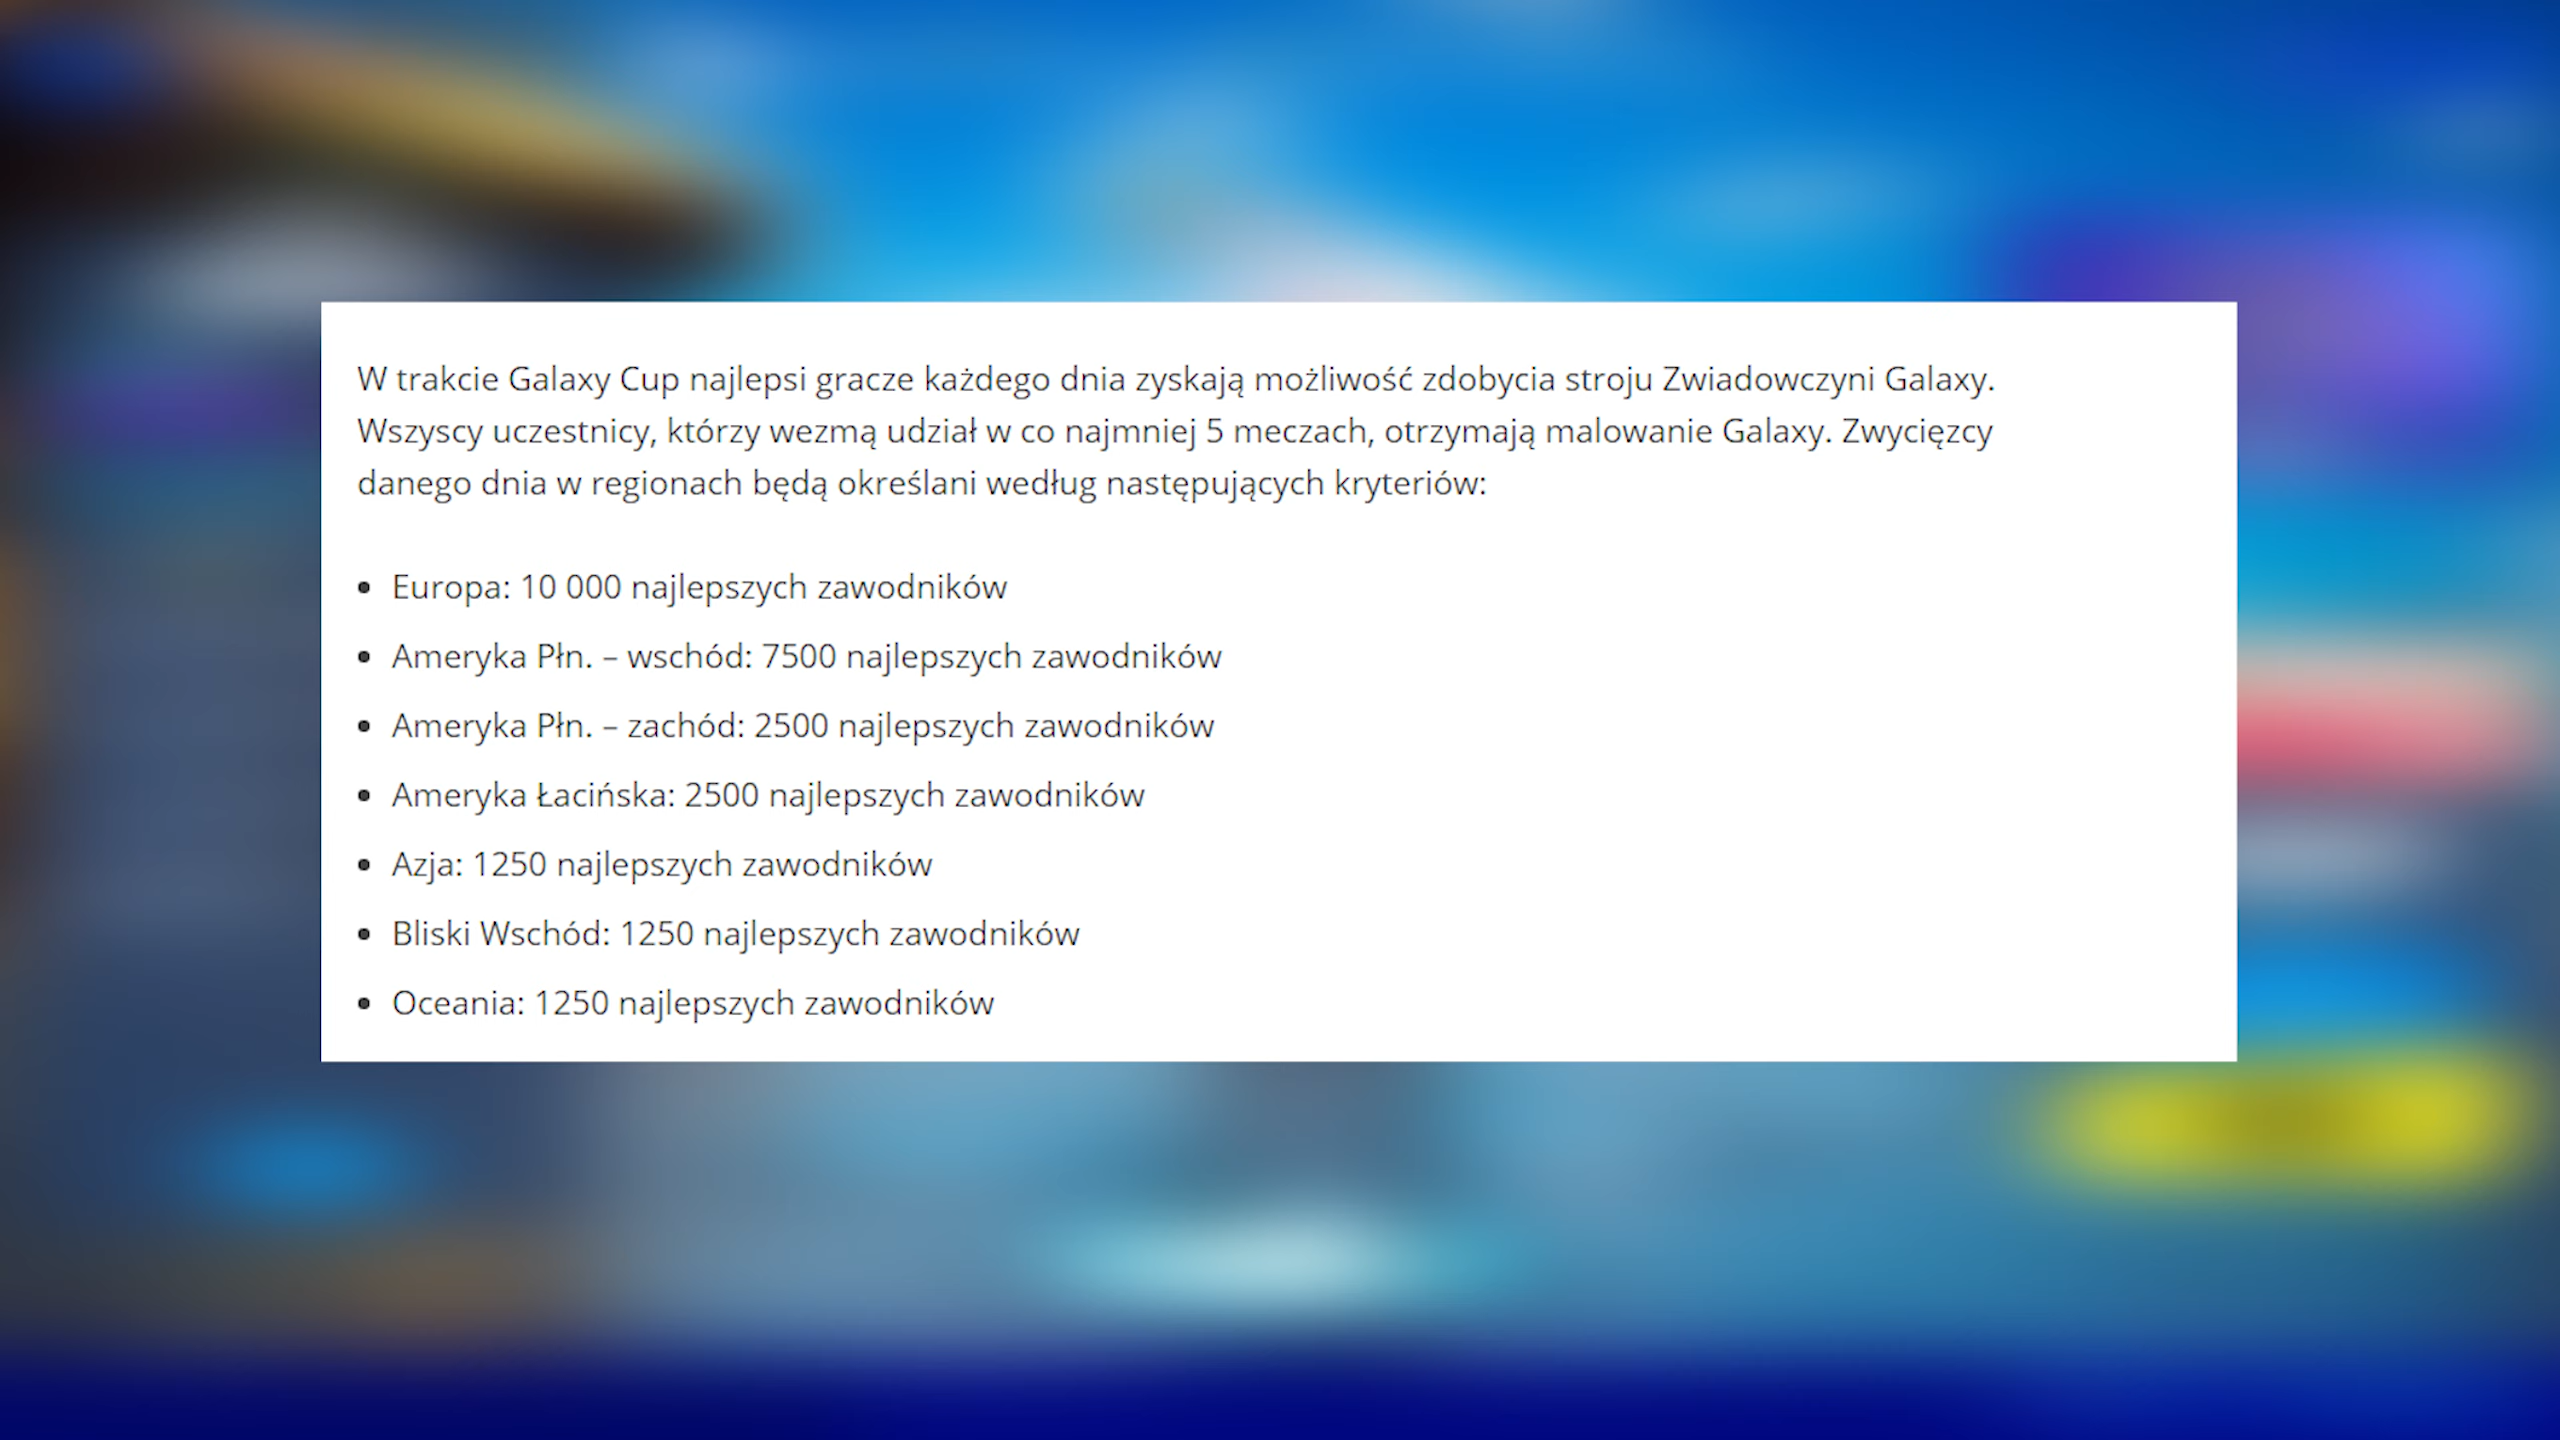 W trakcie Galaxy Cup najlepsi gracze każdego dnia zyskają możliwość zdobycia stroju Zwiadowczyni Galaxy.
Wszyscy uczestnicy, którzy wezmą udział w co najmniej 5 meczach, otrzymają malowanie Galaxy. Zwycięzcy
danego dnia w regionach będą określani według następujących kryteriów:
• Europa: 10 000 najlepszych zawodników
• Ameryka Płn. – wschód: 7500 najlepszych zawodników
• Ameryka Płn. – zachód: 2500 najlepszych zawodników
• Ameryka Łacińska: 2500 najlepszych zawodników
• Azja: 1250 najlepszych zawodników
• Bliski Wschód: 1250 najlepszych zawodników
• Oceania: 1250 najlepszych zawodników